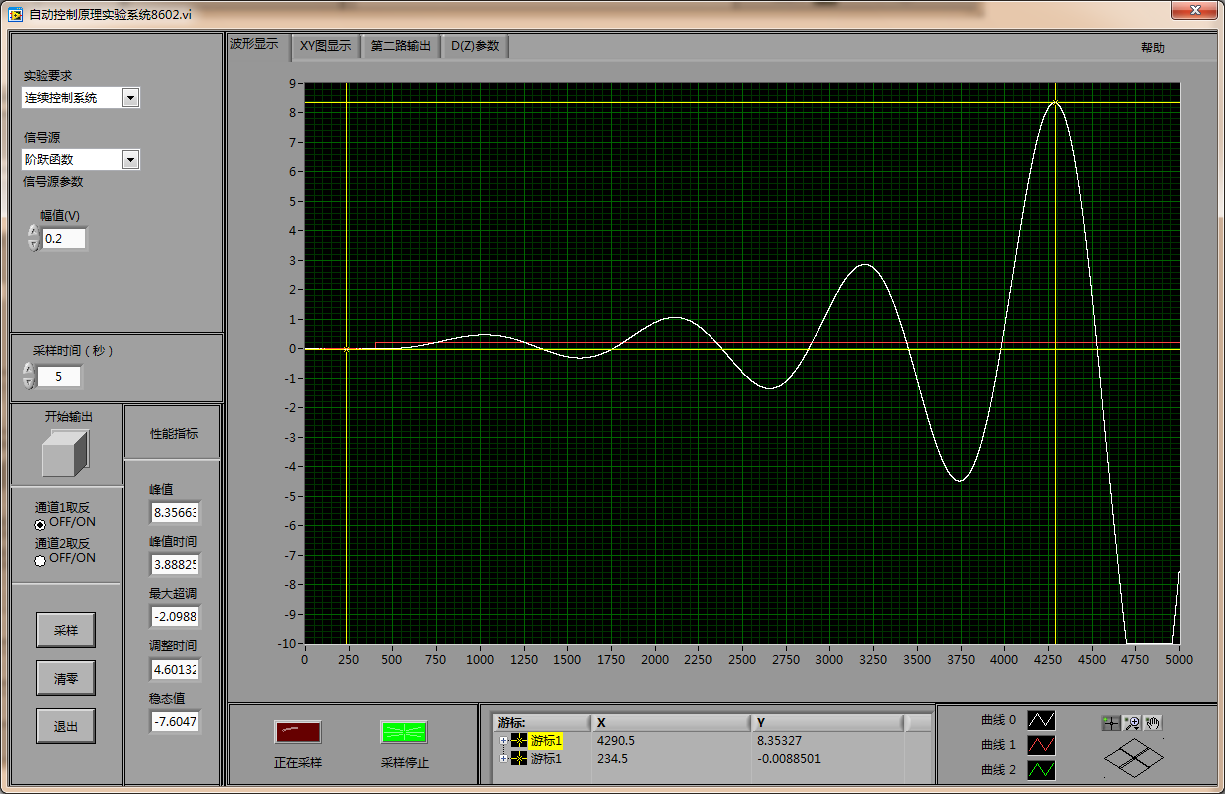 自动控制原理实验系统8602.vi
波形显示 XY图显示 第二路输出 D(Z)参数 帮助
实验要求
连续控制系统
信号源
阶跃函数
信号源参数
幅值(V)
0.2
采样时间（秒）
5
开始输出
通道1取反
OFF/ON
通道2取反
OFF/ON
采样
清零
退出
性能指标
峰值
8.35663
峰值时间
3.88825
最大超调
-2.0988
调整时间
4.60132
稳态值
-7.6047
9
8
7
6
5
4
3
2
1
0
-1
-2
-3
-4
-5
-6
-7
-8
-9
-10
0 250 500 750 1000 1250 1500 1750 2000 2250 2500 2750 3000 3250 3500 3750 4000 4250 4500 4750 5000
正在采样 采样停止
游标: X Y
游标1 4290.5 8.35327
游标1 234.5 -0.0088501
曲线 0
曲线 1
曲线 2